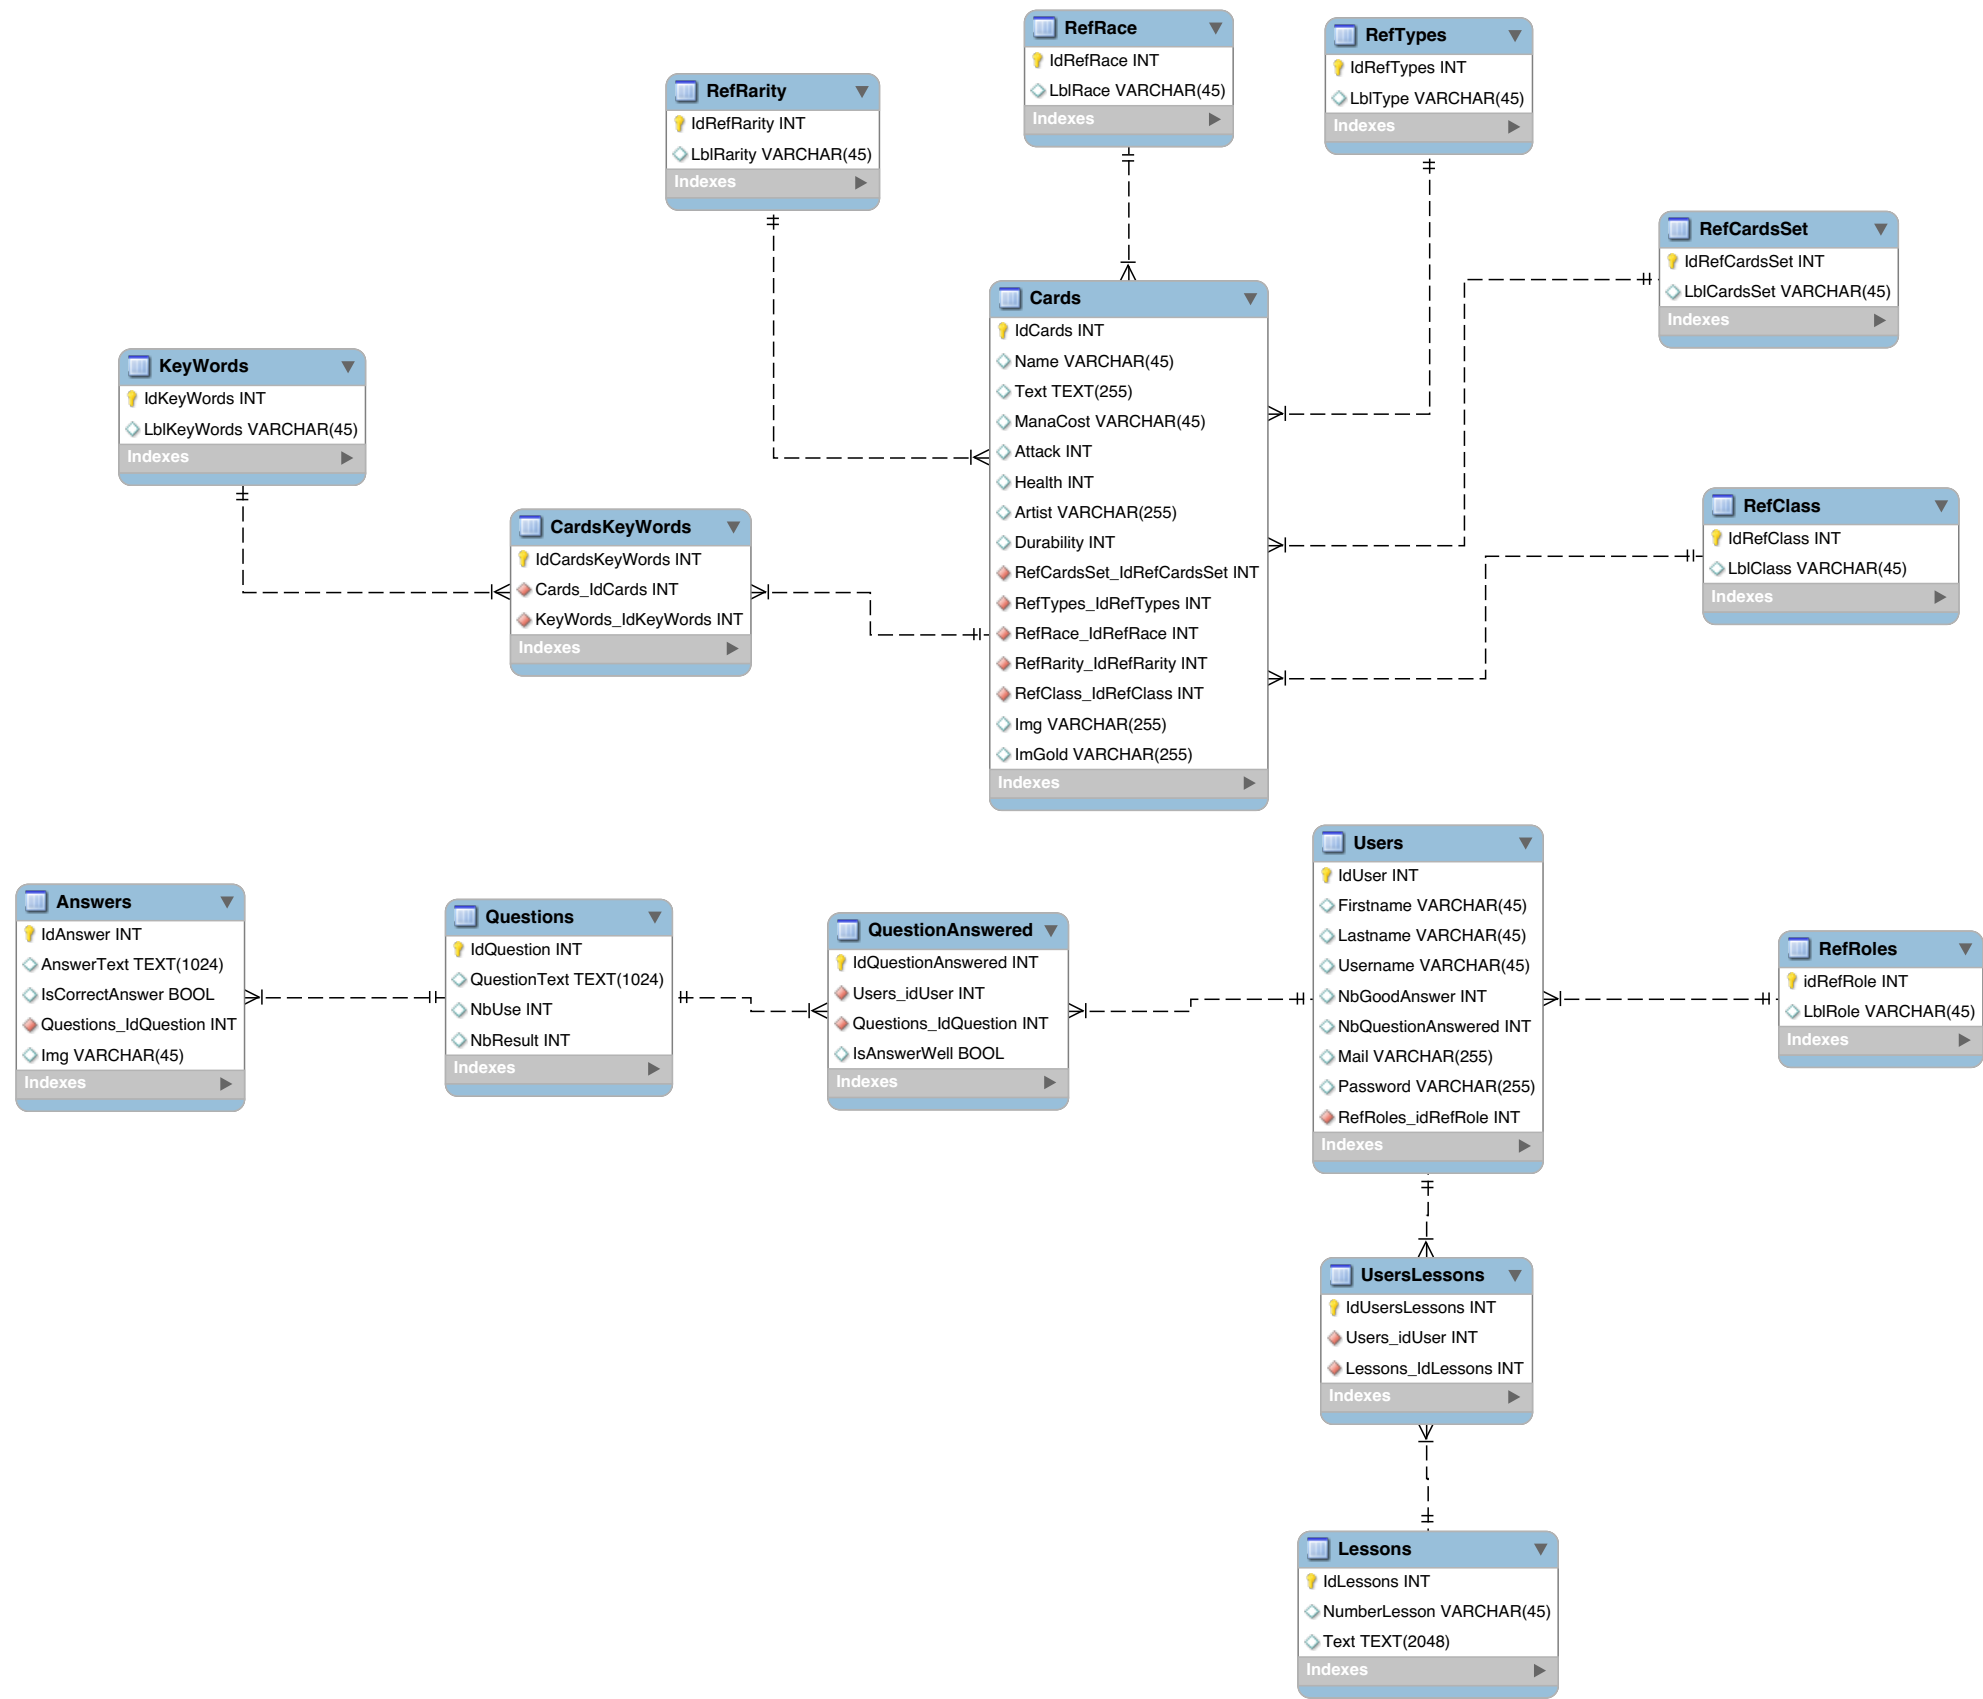 RefRace
IdRefRace INT
LblRace VARCHAR(45)
Indexes
RefTypes
IdRefTypes INT
LblType VARCHAR(45)
Indexes
RefRarity
IdRefRarity INT
LblRarity VARCHAR(45)
Indexes
RefCardsSet
IdRefCardsSet INT
LblCardsSet VARCHAR(45)
Indexes
Cards
IdCards INT
Name VARCHAR(45)
Text TEXT(255)
ManaCost VARCHAR(45)
Attack INT
Health INT
Artist VARCHAR(255)
Durability INT
RefCardsSet_IdRefCardsSet INT
RefTypes_IdRefTypes INT
RefRace_IdRefRace INT
RefRarity_IdRefRarity INT
RefClass_IdRefClass INT
Img VARCHAR(255)
ImGold VARCHAR(255)
Indexes
KeyWords
IdKeyWords INT
LblKeyWords VARCHAR(45)
Indexes
CardsKeyWords
IdCardsKeyWords INT
Cards_IdCards INT
KeyWords_IdKeyWords INT
Indexes
RefClass
IdRefClass INT
LblClass VARCHAR(45)
Indexes
Answers
IdAnswer INT
AnswerText TEXT(1024)
IsCorrectAnswer BOOL
Questions_IdQuestion INT
Img VARCHAR(45)
Indexes
Questions
IdQuestion INT
QuestionText TEXT(1024)
NbUse INT
NbResult INT
Indexes
QuestionAnswered
IdQuestionAnswered INT
Users_idUser INT
Questions_IdQuestion INT
IsAnswerWell BOOL
Indexes
Users
IdUser INT
Firstname VARCHAR(45)
Lastname VARCHAR(45)
Username VARCHAR(45)
NbGoodAnswer INT
NbQuestionAnswered INT
Mail VARCHAR(255)
Password VARCHAR(255)
RefRoles_idRefRole INT
Indexes
RefRoles
idRefRole INT
LblRole VARCHAR(45)
Indexes
UsersLessons
IdUsersLessons INT
Users_idUser INT
Lessons_IdLessons INT
Indexes
Lessons
IdLessons INT
NumberLesson VARCHAR(45)
Text TEXT(2048)
Indexes